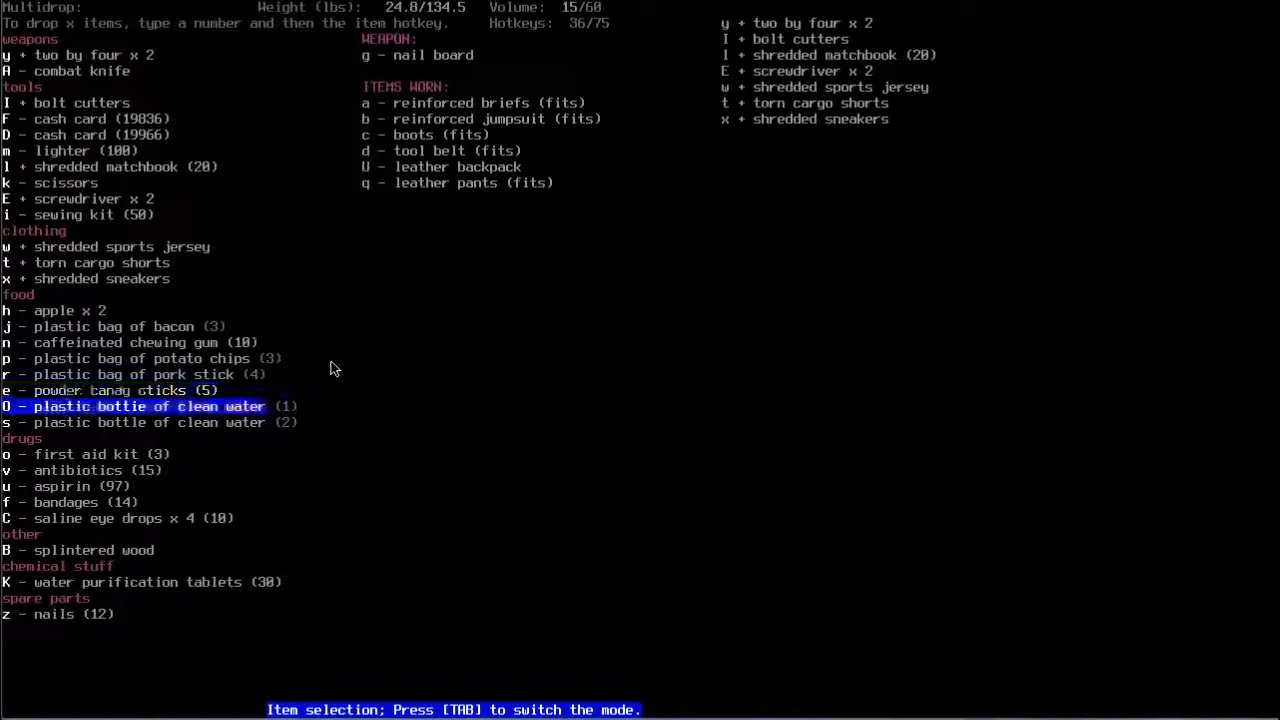 Multidrop: Weight (lbs): 24.8/134.5 Volume: 15/60
To drop x items, type a number and then the item hotkey. Hotkeys: 36/75
weapons
y + two by four x 2
A - combat knife
tools
I + bolt cutters
F - cash card (19836)
D - cash card (19966)
m - lighter (100)
l + shredded matchbook (20)
k - scissors
E + screwdriver x 2
i - sewing kit (50)
clothing
w + shredded sports jersey
t + torn cargo shorts
x + shredded sneakers
food
h - apple x 2
j - plastic bag of bacon (3)
n - caffeinated chewing gum (10)
p - plastic bag of potato chips (3)
r - plastic bag of pork stick (4)
e - powder candy sticks (5)
O - plastic bottle of clean water (1)
s - plastic bottle of clean water (2)
drugs
o - first aid kit (3)
v - antibiotics (15)
u - aspirin (97)
f - bandages (14)
C - saline eye drops x 4 (10)
other
B - splintered wood
chemical stuff
K - water purification tablets (30)
spare parts
z - nails (12)
WEAPON:
g - nail board
ITEMS WORN:
a - reinforced briefs (fits)
b - reinforced jumpsuit (fits)
c - boots (fits)
d - tool belt (fits)
U - leather backpack
q - leather pants (fits)
y + two by four x 2
I + bolt cutters
l + shredded matchbook (20)
E + screwdriver x 2
w + shredded sports jersey
t + torn cargo shorts
x + shredded sneakers
Item selection; Press [TAB] to switch the mode.